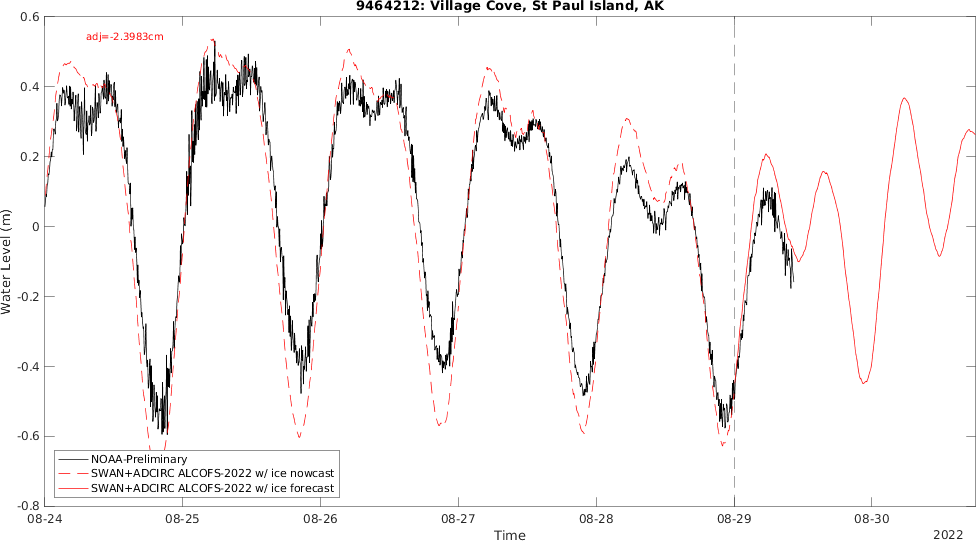 9464212: Village Cove, St Paul Island, AK
adj=-2.3983cm
Water Level (m)
0.6
0.4
0.2
0
-0.2
-0.4
-0.6
-0.8
NOAA-Preliminary
SWAN+ADCIRC ALCOFS-2022 w/ ice nowcast
SWAN+ADCIRC ALCOFS-2022 w/ ice forecast
08-24 08-25 08-26 08-27 08-28 08-29 08-30
Time
2022